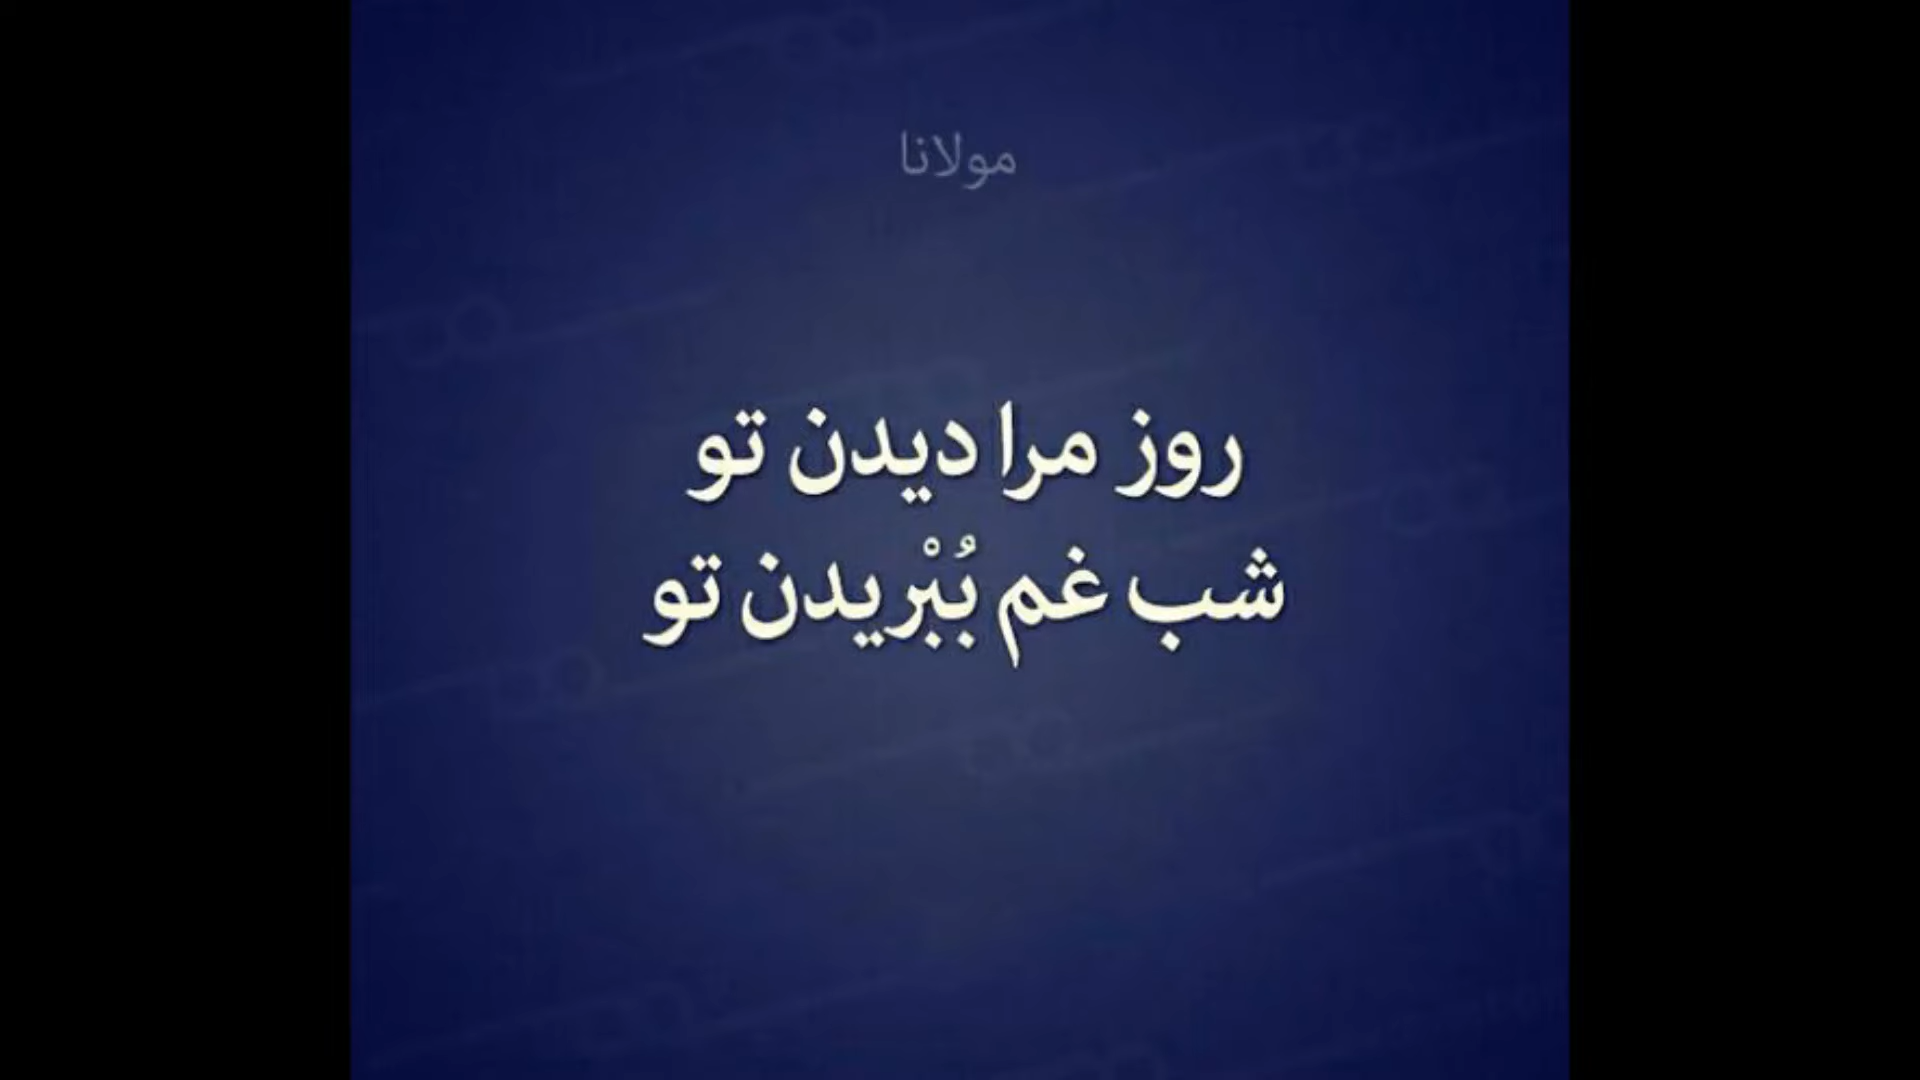 مولانا
روز مرا دیدن تو
شب غم بُبْریدن تو